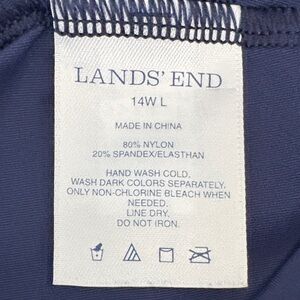 LANDS' END
14W L
MADE IN CHINA
80% NYLON
20% SPANDEX/ELASTHAN
HAND WASH COLD.
WASH DARK COLORS SEPARATELY.
ONLY NON-CHLORINE BLEACH WHEN
NEEDED.
LINE DRY.
DO NOT IRON.